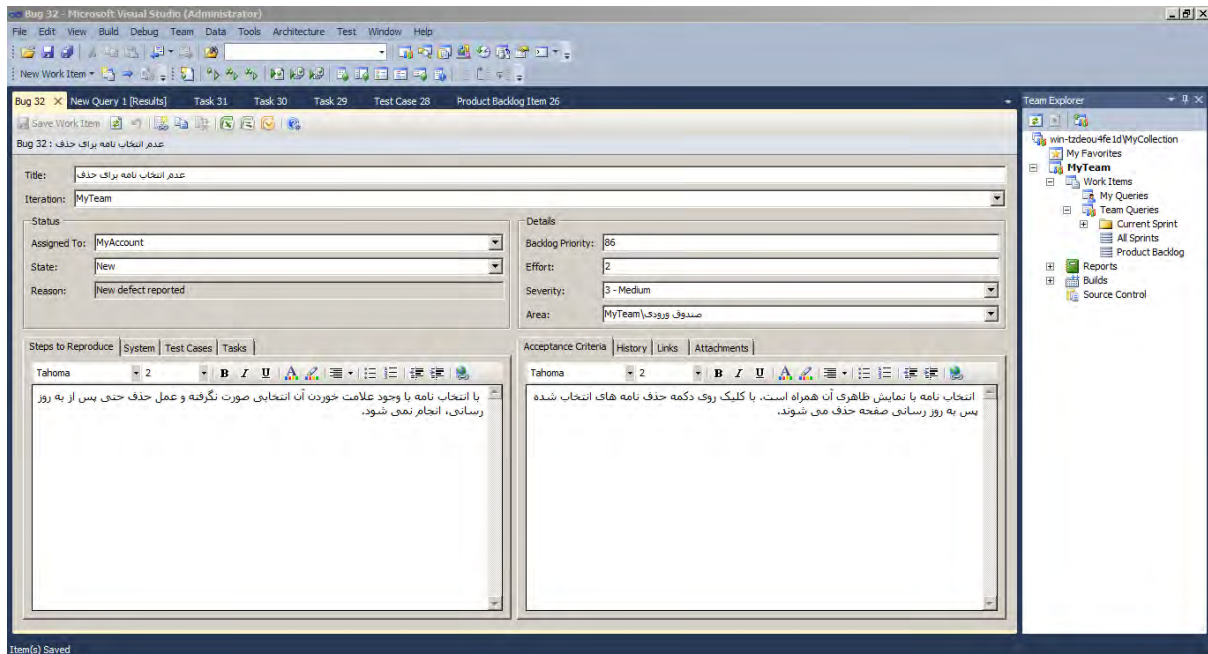 Bug 32 - Microsoft Visual Studio (Administrator)
File Edit View Build Debug Team Data Tools Architecture Test Window Help
New Work Item
Bug 32 New Query 1 [Results] Task 31 Task 30 Task 29 Test Case 28 Product Backlog Item 26
Save Work Item
Bug 32 : عدم انتخاب نامه برای حذف
Title: عدم انتخاب نامه برای حذف
Iteration: MyTeam
Status
Assigned To: MyAccount
State: New
Reason: New defect reported
Details
Backlog Priority: 86
Effort: 2
Severity: 3 - Medium
Area: MyTeam\صندوق ورودی
Steps to Reproduce System Test Cases Tasks
Tahoma 2 B I U A
با انتخاب نامه با وجود علامت خوردن آن انتخابی صورت نگرفته و عمل حذف حتی پس از به روز
رسانی، انجام نمی شود.
Acceptance Criteria History Links Attachments
Tahoma 2 B I U A
انتخاب نامه با نمایش ظاهری آن همراه است. با کلیک روی دکمه حذف نامه های انتخاب شده
پس به روز رسانی صفحه حذف می شوند.
Team Explorer
win-tzdeou4fe1d\MyCollection
My Favorites
MyTeam
Work Items
My Queries
Team Queries
Current Sprint
All Sprints
Product Backlog
Reports
Builds
Source Control
Item(s) Saved